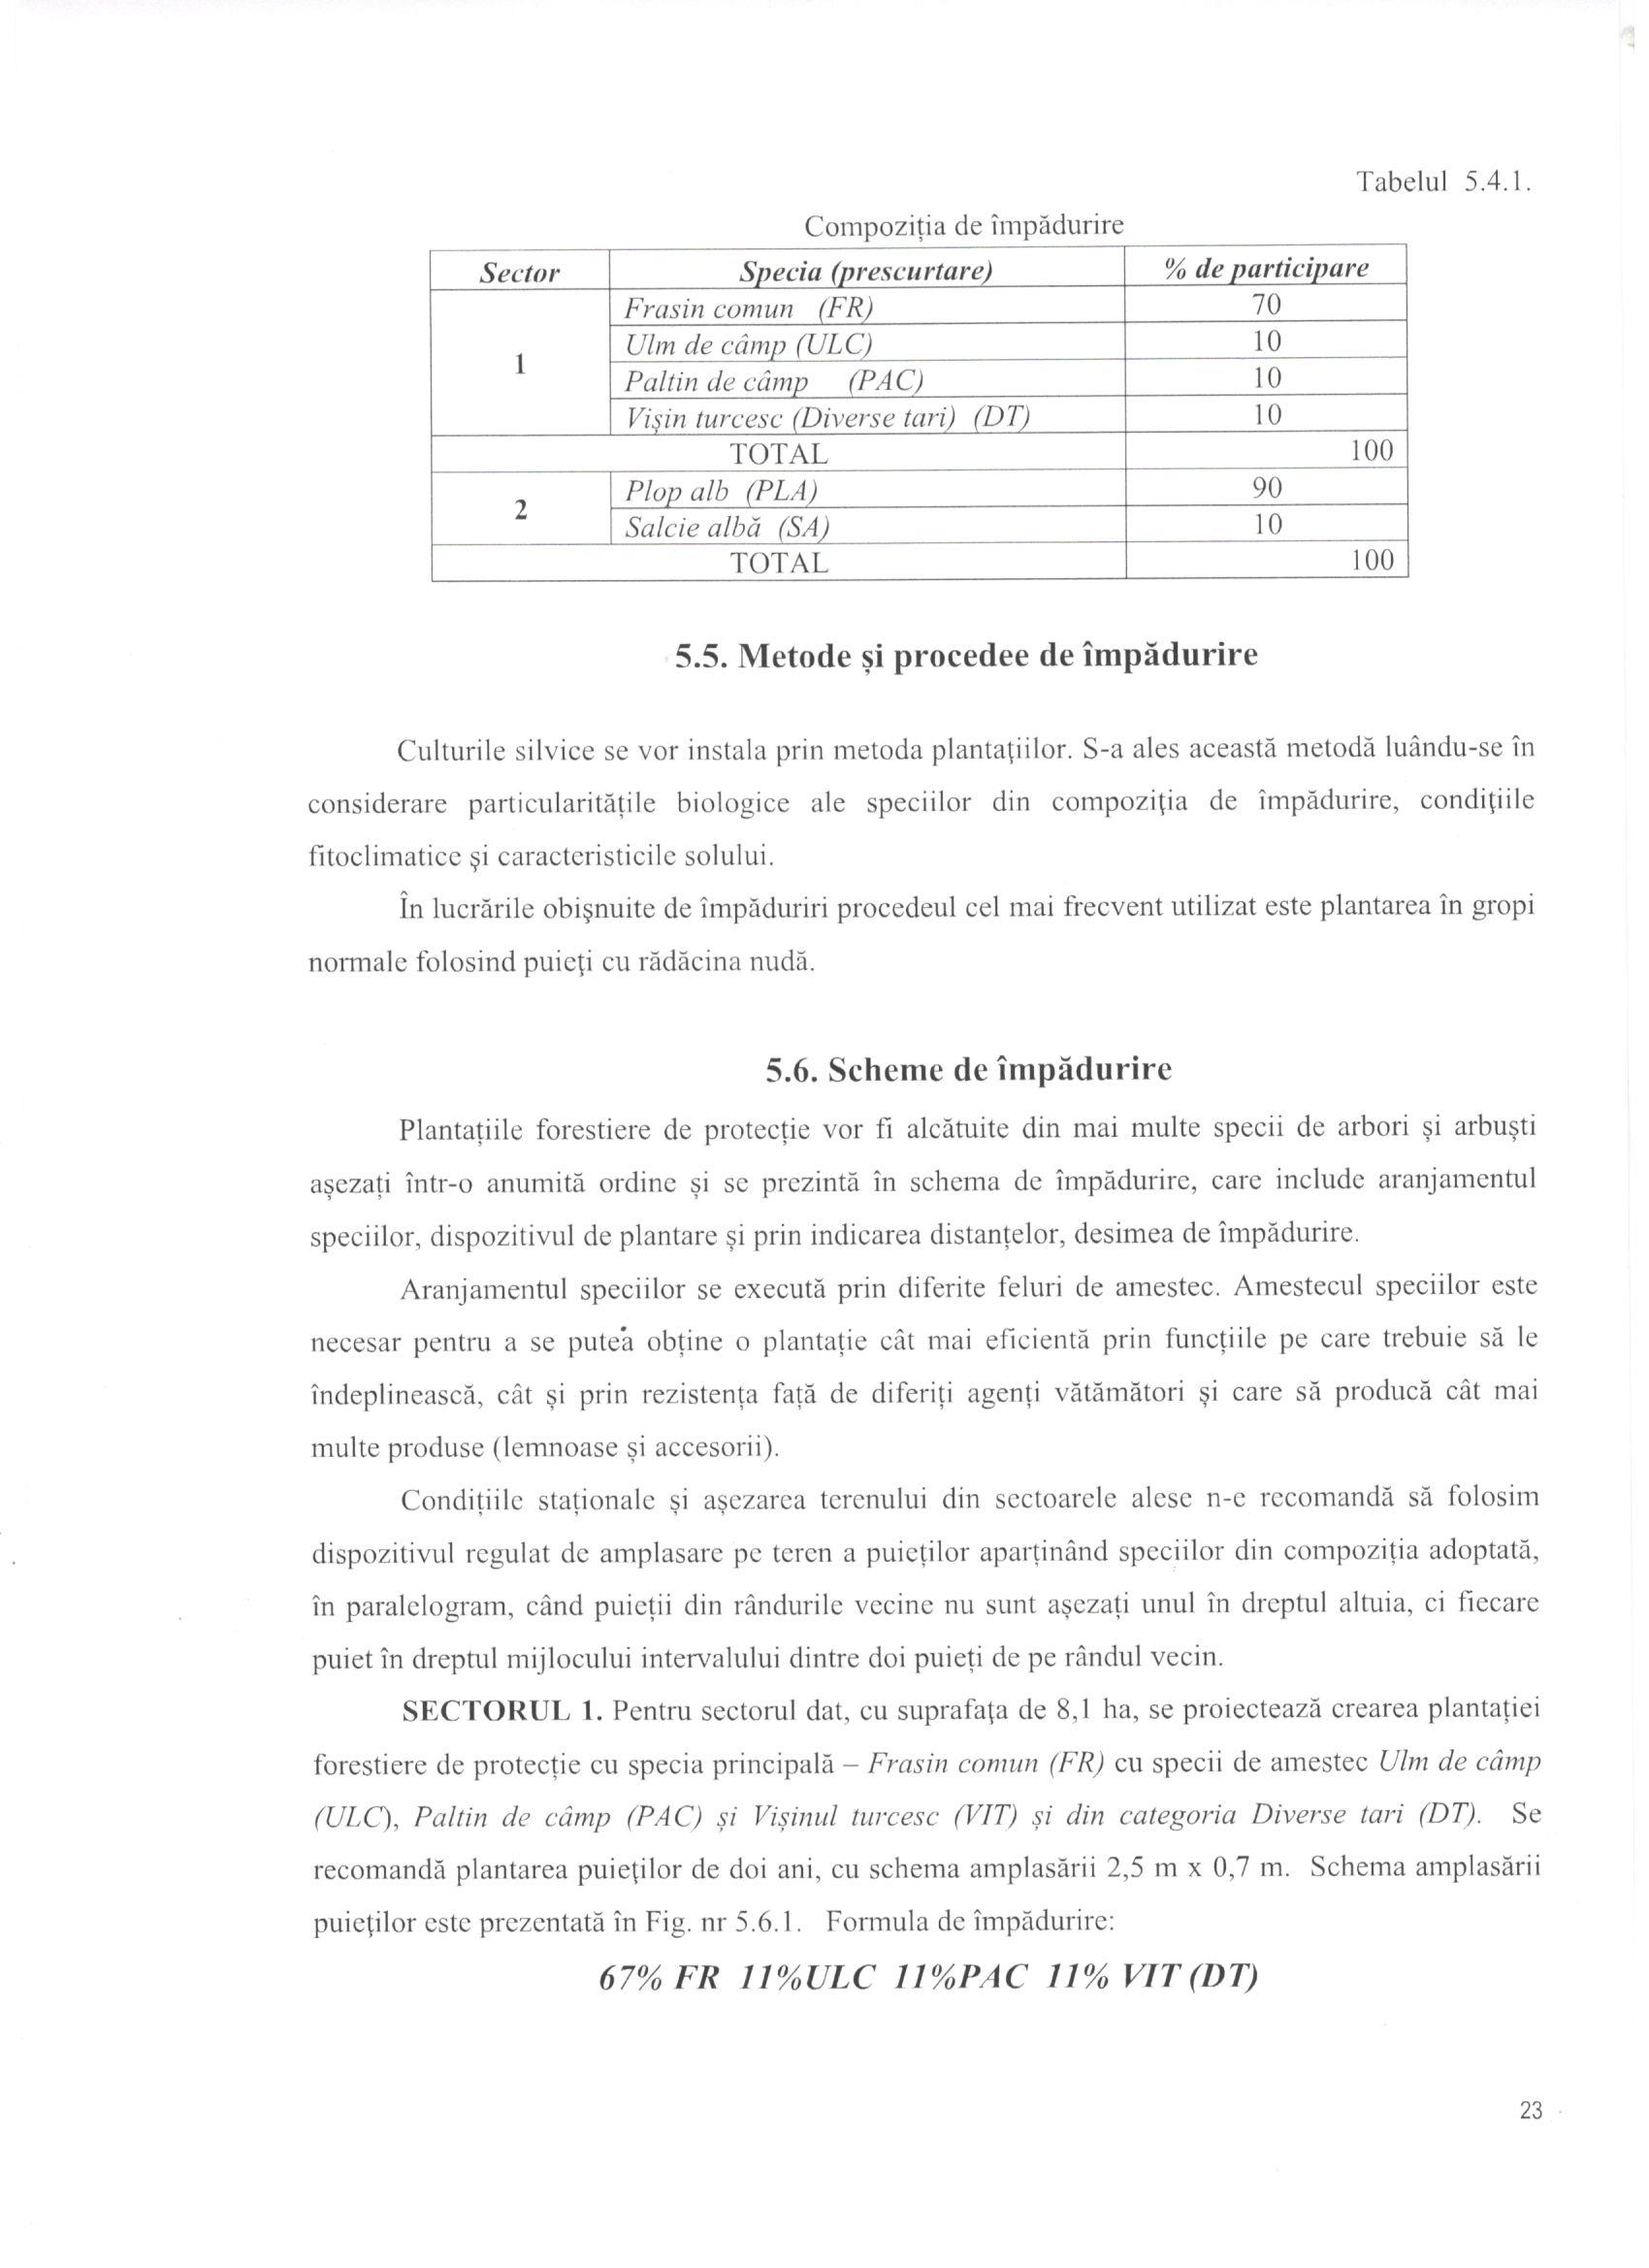 Tabelul 5.4.1.
Compoziția de împădurire
Sector Specia (prescurtare) % de participare
1
Frasin comun (FR) 70
Ulm de câmp (ULC) 10
Paltin de câmp (PAC) 10
Vișin turcesc (Diverse tari) (DT) 10
TOTAL 100
2
Plop alb (PLA) 90
Salcie albă (SA) 10
TOTAL 100
5.5. Metode și procedee de împădurire
Culturile silvice se vor instala prin metoda plantațiilor. S-a ales această metodă luându-se în
considerare particularitățile biologice ale speciilor din compoziția de împădurire, condițiile
fitoclimatice și caracteristicile solului.
În lucrările obișnuite de împăduriri procedeul cel mai frecvent utilizat este plantarea în gropi
normale folosind puieți cu rădăcina nudă.
5.6. Scheme de împădurire
Plantațiile forestiere de protecție vor fi alcătuite din mai multe specii de arbori și arbuști
așezați într-o anumită ordine și se prezintă în schema de împădurire, care include aranjamentul
speciilor, dispozitivul de plantare și prin indicarea distanțelor, desimea de împădurire.
Aranjamentul speciilor se execută prin diferite feluri de amestec. Amestecul speciilor este
necesar pentru a se putea obține o plantație cât mai eficientă prin funcțiile pe care trebuie să le
îndeplinească, cât și prin rezistența față de diferiți agenți vătămători și care să producă cât mai
multe produse (lemnoase și accesorii).
Condițiile staționale și așezarea terenului din sectoarele alese n-e recomandă să folosim
dispozitivul regulat de amplasare pe teren a puieților aparținând speciilor din compoziția adoptată,
în paralelogram, când puieții din rândurile vecine nu sunt așezați unul în dreptul altuia, ci fiecare
puiet în dreptul mijlocului intervalului dintre doi puieți de pe rândul vecin.
SECTORUL 1. Pentru sectorul dat, cu suprafața de 8,1 ha, se proiectează crearea plantației
forestiere de protecție cu specia principală – Frasin comun (FR) cu specii de amestec Ulm de câmp
(ULC), Paltin de câmp (PAC) și Vișinul turcesc (VIT) și din categoria Diverse tari (DT). Se
recomandă plantarea puieților de doi ani, cu schema amplasării 2,5 m x 0,7 m. Schema amplasării
puieților este prezentată în Fig. nr 5.6.1. Formula de împădurire:
67% FR 11%ULC 11%PAC 11% VIT (DT)
23